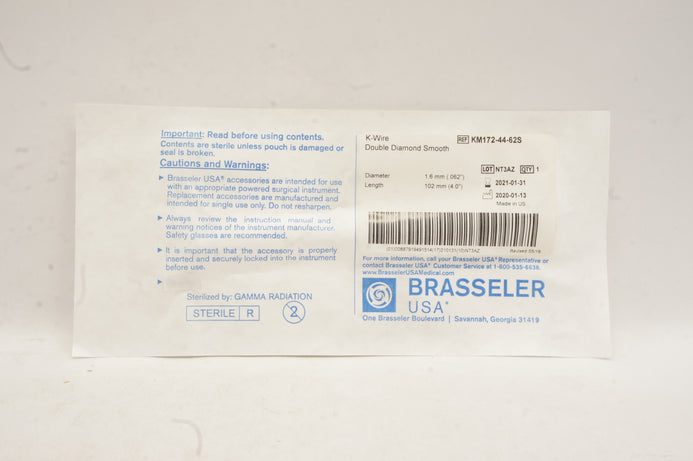 Important: Read before using contents.
Contents are sterile unless pouch is damaged or
seal is broken.
Cautions and Warnings:
► Brasseler USA® accessories are intended for use
with an appropriate powered surgical instrument.
Replacement accessories are manufactured and
intended for single use only. Do not resharpen.
► Always review the instruction manual and
warning notices of the instrument manufacturer.
Safety glasses are recommended.
► It is important that the accessory is properly
inserted and securely locked into the instrument
before use.
►
Sterilized by: GAMMA RADIATION
STERILE R 2
K-Wire REF KM172-44-62S
Double Diamond Smooth
LOT NT3AZ QTY 1
Diameter 1.6 mm (.062") 2021-01-31
Length 102 mm (4.0") 2020-01-13
Made in US
Revised
For more information, call your Brasseler USA® Representative or
contact Brasseler USA® Customer Service at 1-800-535-6638.
www.BrasselerUSAMedical.com
BRASSELER
USA®
One Brasseler Boulevard | Savannah, Georgia 31419